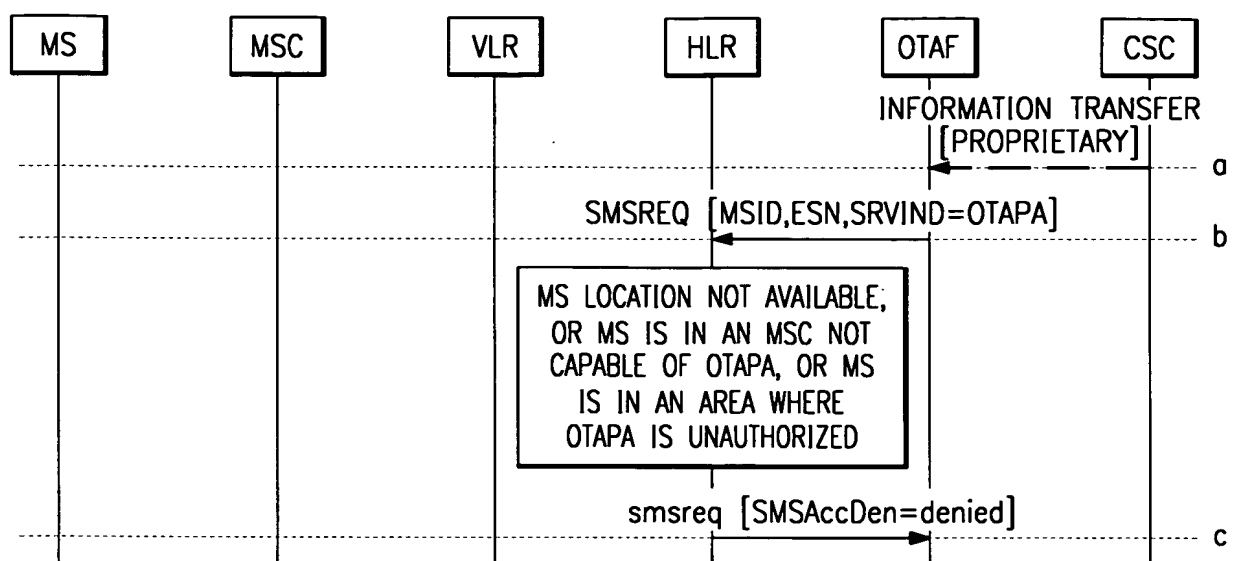 MS MSC VLR HLR OTAF CSC
INFORMATION TRANSFER
[PROPRIETARY]
a
SMSREQ [MSID,ESN,SRVIND=OTAPA]
b
MS LOCATION NOT AVAILABLE,
OR MS IS IN AN MSC NOT
CAPABLE OF OTAPA, OR MS
IS IN AN AREA WHERE
OTAPA IS UNAUTHORIZED
smsreq [SMSAccDen=denied]
c